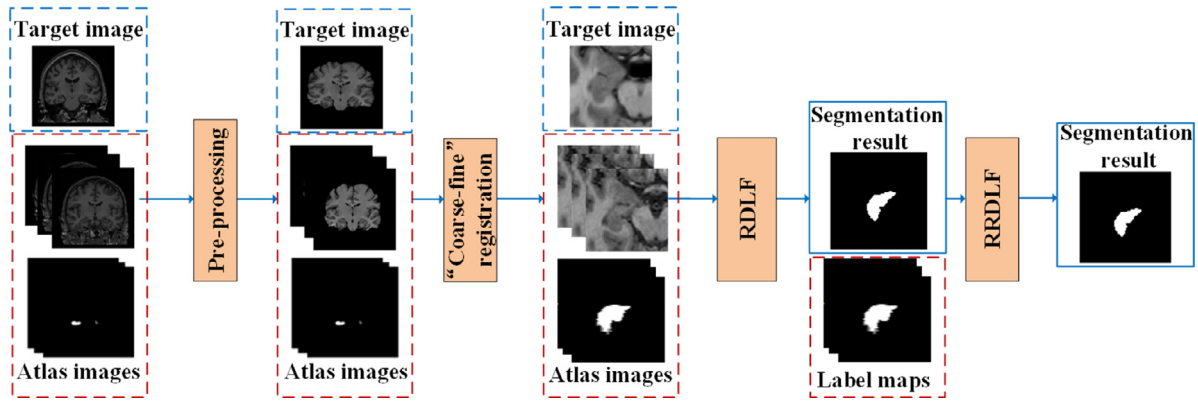 Target image
Target image
Target image
Pre-processing
“Coarse-fine”
registration
RDLF
Segmentation
result
RRDLF
Segmentation
result
Atlas images
Atlas images
Atlas images
Label maps